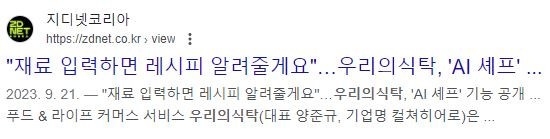 ZD
NET
지디넷코리아
https://zdnet.co.kr › view
"재료 입력하면 레시피 알려줄게요"...우리의식탁, 'AI 셰프' ...
2023. 9. 21. — "재료 입력하면 레시피 알려줄게요"...우리의식탁, 'AI 셰프' 기능 공개 ...
푸드 & 라이프 커머스 서비스 우리의식탁(대표 양준규, 기업명 컬쳐히어로)은 ...